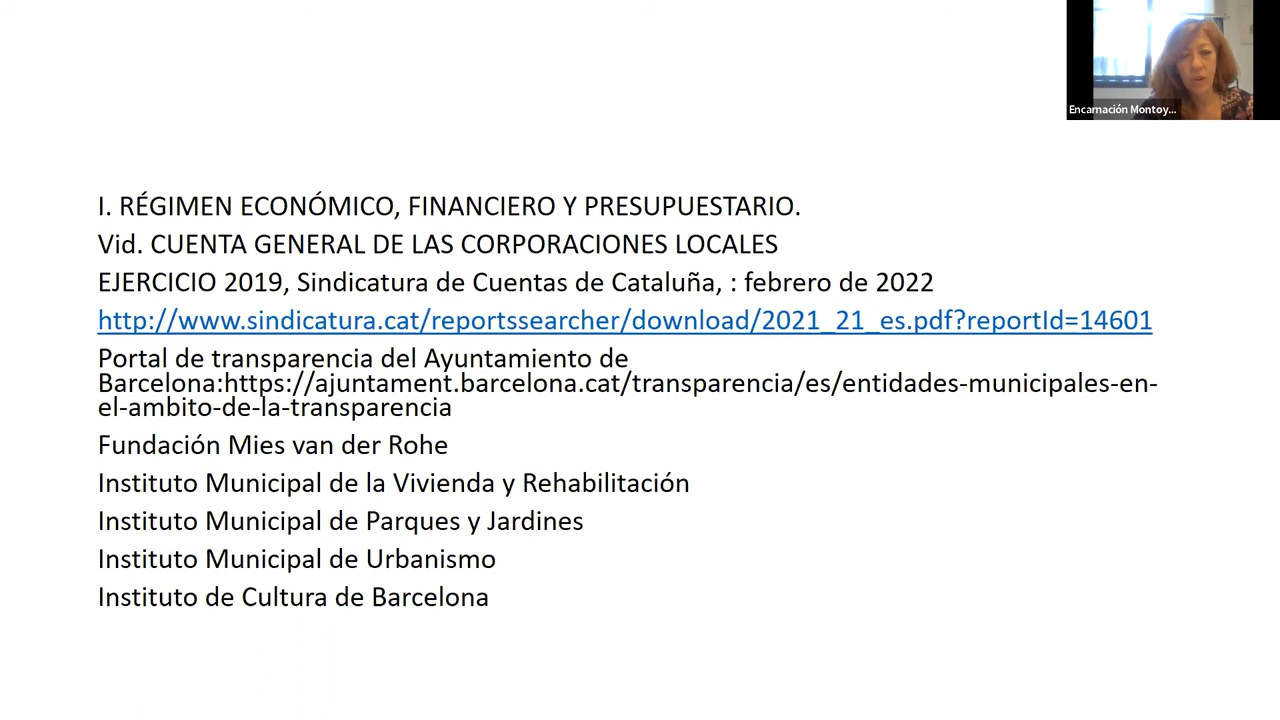 Encarnación Montoy...
I. RÉGIMEN ECONÓMICO, FINANCIERO Y PRESUPUESTARIO.
Vid. CUENTA GENERAL DE LAS CORPORACIONES LOCALES
EJERCICIO 2019, Sindicatura de Cuentas de Cataluña, : febrero de 2022
http://www.sindicatura.cat/reportssearcher/download/2021_21_es.pdf?reportId=14601
Portal de transparencia del Ayuntamiento de
Barcelona:https://ajuntament.barcelona.cat/transparencia/es/entidades-municipales-en-
el-ambito-de-la-transparencia
Fundación Mies van der Rohe
Instituto Municipal de la Vivienda y Rehabilitación
Instituto Municipal de Parques y Jardines
Instituto Municipal de Urbanismo
Instituto de Cultura de Barcelona